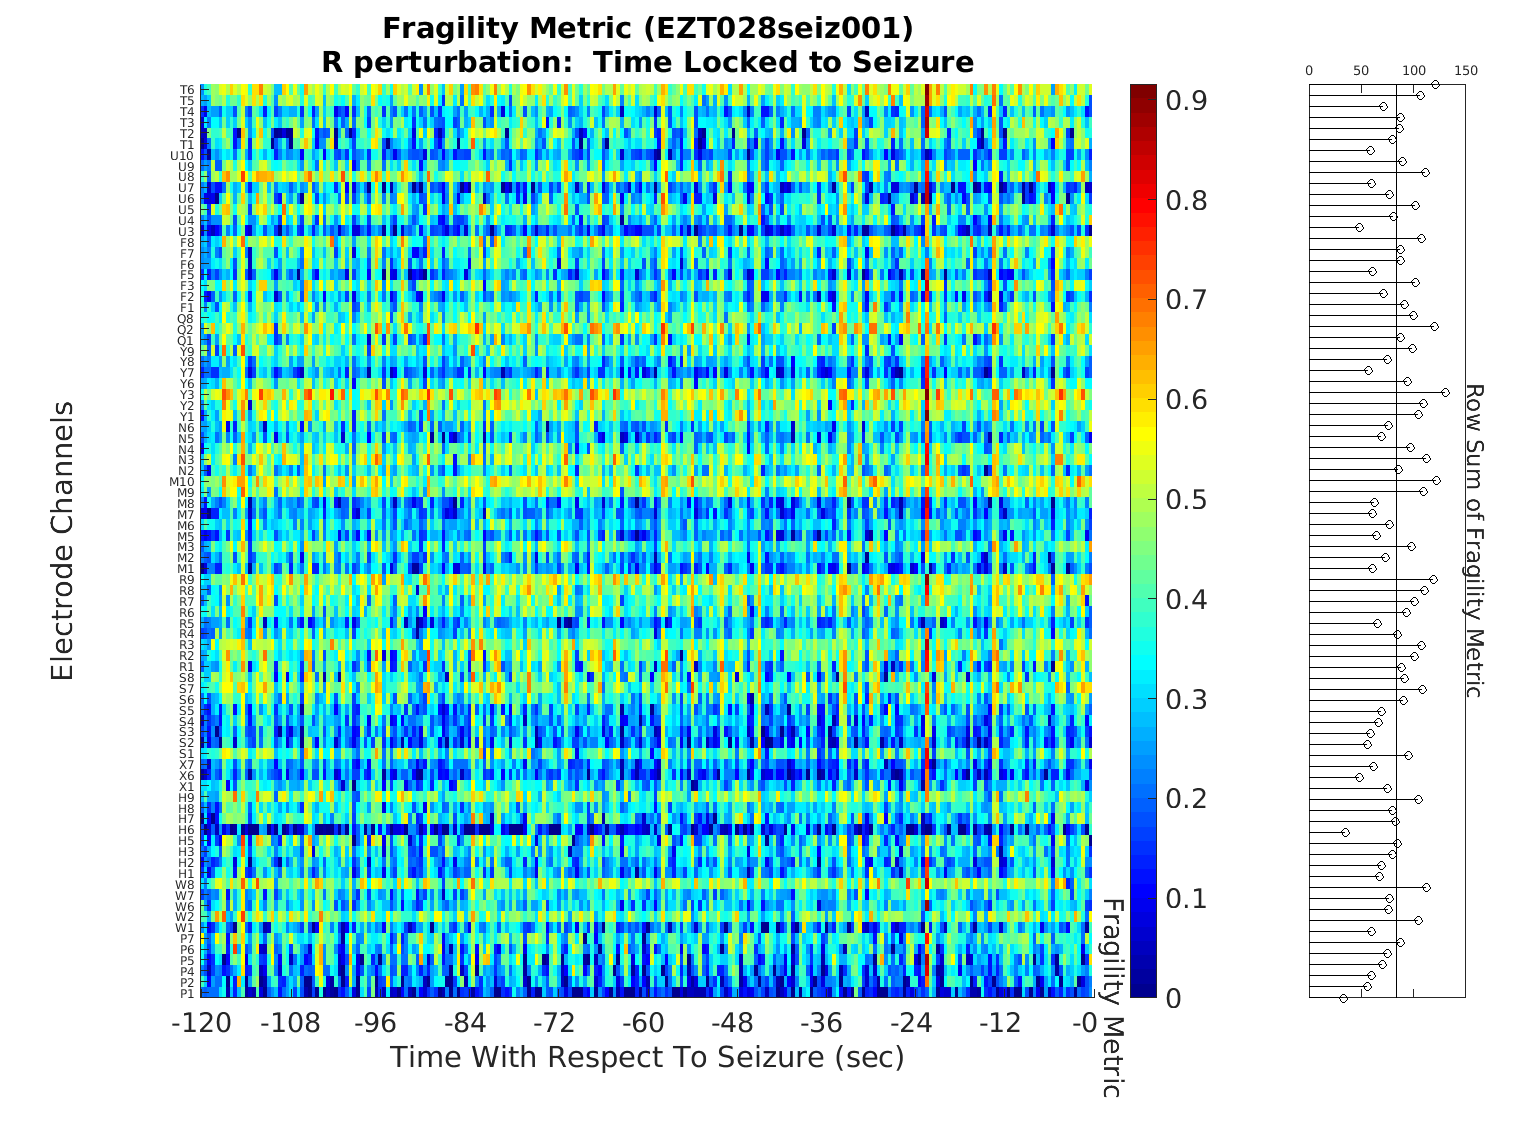 Fragility Metric (EZT028seiz001)
R perturbation:  Time Locked to Seizure
0 50 100 150
T6
T5
T4
T3
T2
T1
U10
U9
U8
U7
U6
U5
U4
U3
F8
F7
F6
F5
F3
F2
F1
Q8
Q2
Q1
Y9
Y8
Y7
Y6
Y3
Y2
Y1
N6
N5
N4
N3
N2
M10
M9
M8
M7
M6
M5
M3
M2
M1
R9
R8
R7
R6
R5
R4
R3
R2
R1
S8
S7
S6
S5
S4
S3
S2
S1
X7
X6
X1
H9
H8
H7
H6
H5
H3
H2
H1
W8
W7
W6
W2
W1
P7
P6
P5
P4
P2
P1
Electrode Channels
-120 -108 -96 -84 -72 -60 -48 -36 -24 -12 -0
Time With Respect To Seizure (sec)
0.9
0.8
0.7
0.6
0.5
0.4
0.3
0.2
0.1
0
Fragility Metric
Row Sum of Fragility Metric